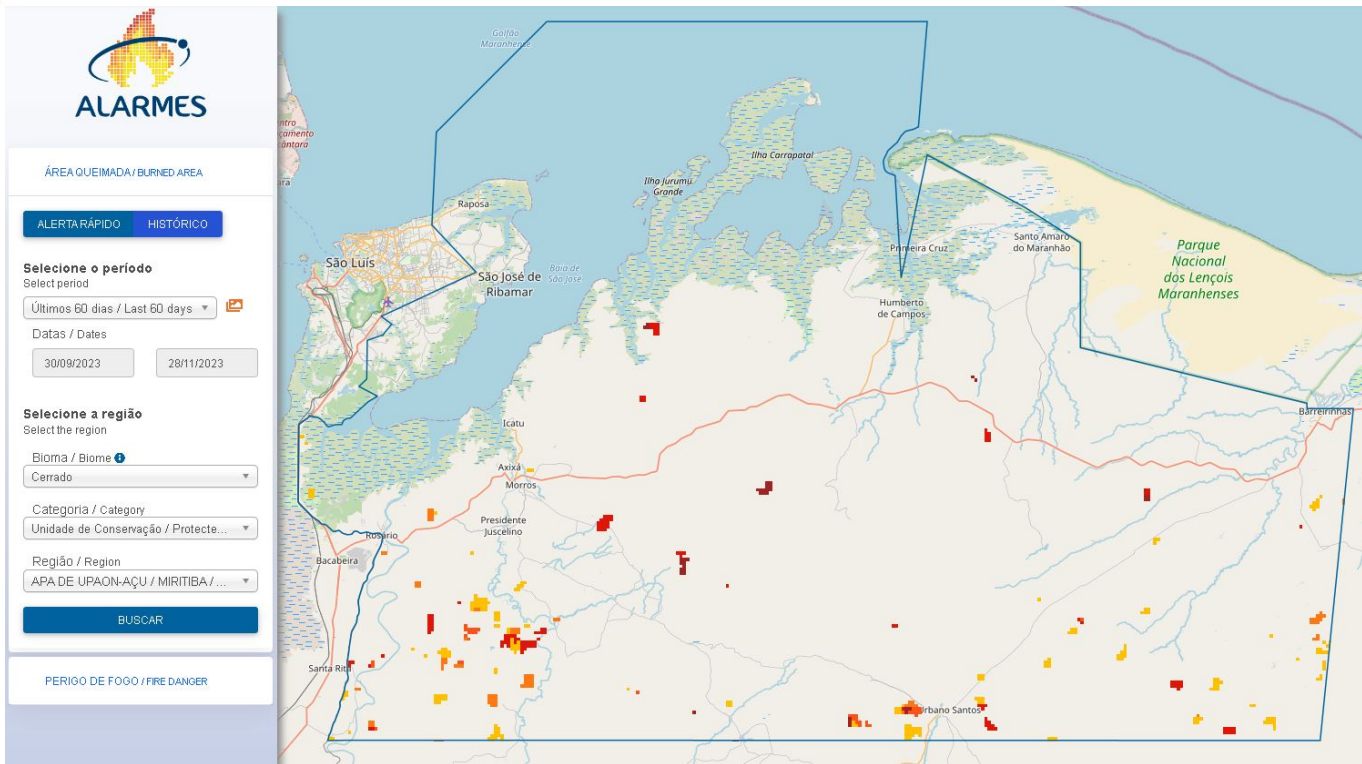 ALARMES
ÁREA QUEIMADA / BURNED AREA
ALERTA RÁPIDO
HISTÓRICO
Selecione o período
Select period
Últimos 60 dias / Last 60 days
Datas / Dates
30/09/2023
28/11/2023
Selecione a região
Select the region
Bioma / Biome
Cerrado
Categoria / Category
Unidade de Conservação / Protecte...
Região / Region
APA DE UPAON-AÇU / MIRITIBA / ...
BUSCAR
PERIGO DE FOGO / FIRE DANGER
Golfão
Maranhense
Ilha Carrapatal
Ilha Jurumu
Grande
Raposa
São Luís
São José de
Ribamar
Baía de
São José
Primeira Cruz
Santo Amaro
do Maranhão
Parque
Nacional
dos Lençois
Maranhenses
Humberto
de Campos
Barreirinhas
Icatu
Axixá
Morros
Presidente
Juscelino
Rosário
Bacabeira
Santa Rita
Urbano Santos